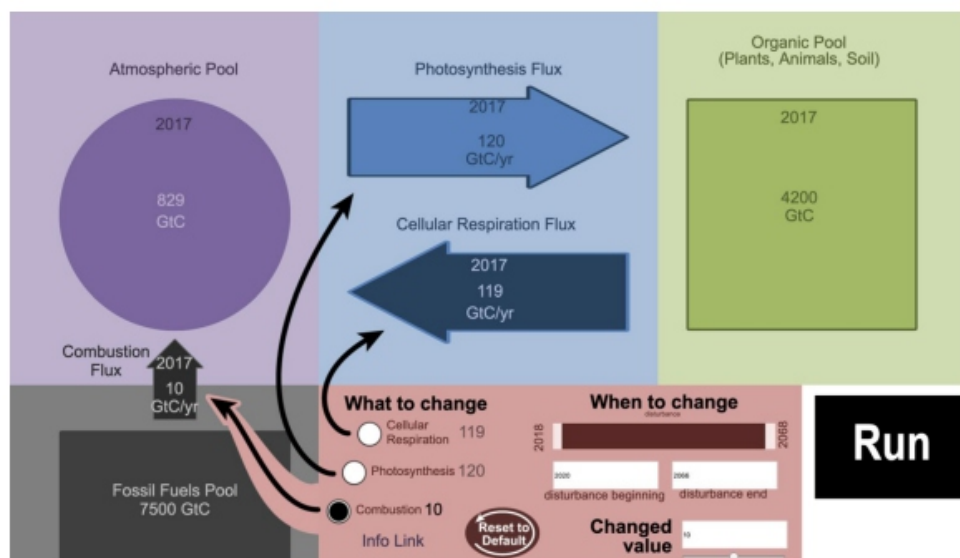 Atmospheric Pool
2017
829
GtC
Photosynthesis Flux
2017
120
GtC/yr
Organic Pool
(Plants, Animals, Soil)
2017
4200
GtC
Cellular Respiration Flux
2017
119
GtC/yr
Combustion
Flux
2017
10
GtC/yr
Fossil Fuels Pool
7500 GtC
What to change
Cellular
Respiration 119
Photosynthesis 120
Combustion 10
Info Link
Reset to
Default
When to change
disturbance
2018
2068
2020
2066
disturbance beginning
disturbance end
Changed
value
10
Run